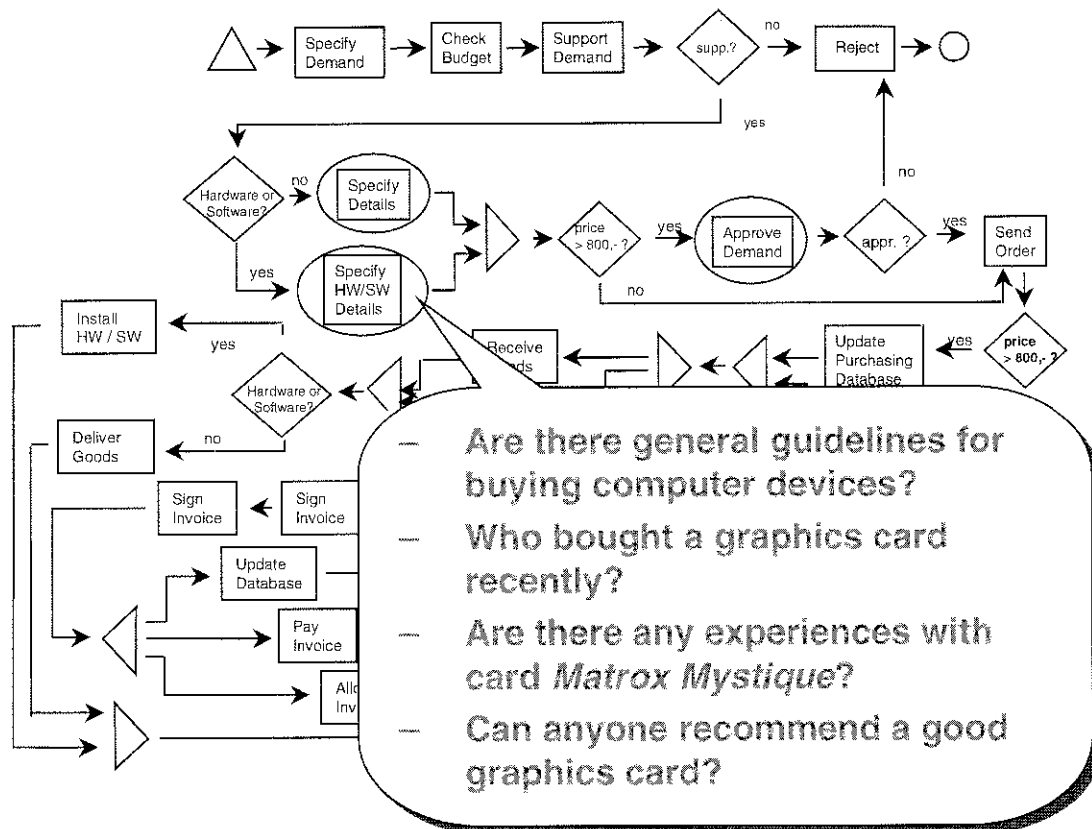 no
Specify
Demand
Check
Budget
Support
Demand
supp.?
Reject
yes
no
Hardware or
Software?
no
Specify
Details
price
> 800,- ?
yes
Approve
Demand
appr. ?
yes
Send
Order
yes
Specify
HW/SW
Details
no
Install
HW / SW
yes
Receive
Hardware or
Software?
Update
Purchasing
Database
yes
price
> 800,- ?
Deliver
Goods
no
Sign
Invoice
Sign
Invoice
Update
Database
Pay
Invoice
– Are there general guidelines for
buying computer devices?
– Who bought a graphics card
recently?
– Are there any experiences with
card Matrox Mystique?
– Can anyone recommend a good
graphics card?